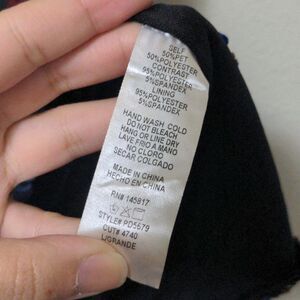 SELF
50%PET
50%POLYESTER
CONTRAST
95%POLYESTER
5%SPANDEX
LINING
95%POLYESTER
5%SPANDEX
HAND WASH COLD
DO NOT BLEACH
HANG OR LINE DRY
LAVE FRIO A MANO
NO CLORO
SECAR COLGADO
MADE IN CHINA
HECHO EN CHINA
RN# 145817
STYLE# PD5679
CUT# 4740
L/GRANDE